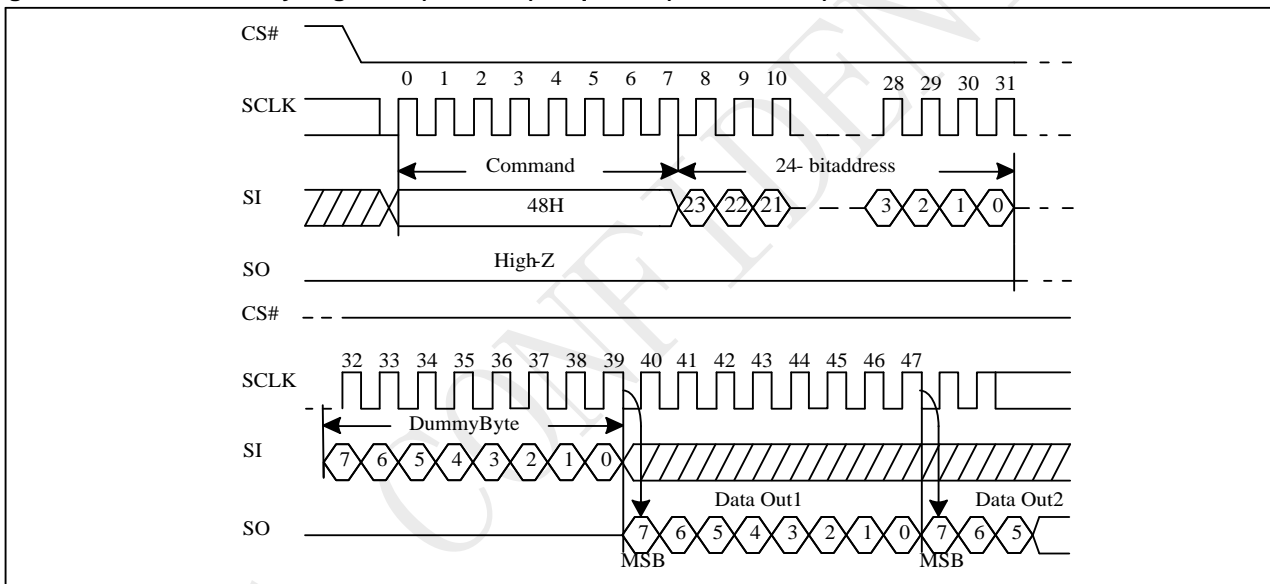 CS#
0 1 2 3 4 5 6 7 8 9 10 28 29 30 31
SCLK
Command 24- bitaddress
SI 48H 23 22 21 3 2 1 0
High-Z
SO
CS#
32 33 34 35 36 37 38 39 40 41 42 43 44 45 46 47
SCLK
DummyByte
SI 7 6 5 4 3 2 1 0
Data Out1 Data Out2
SO 7 6 5 4 3 2 1 0 7 6 5
MSB MSB
CONFIDEN